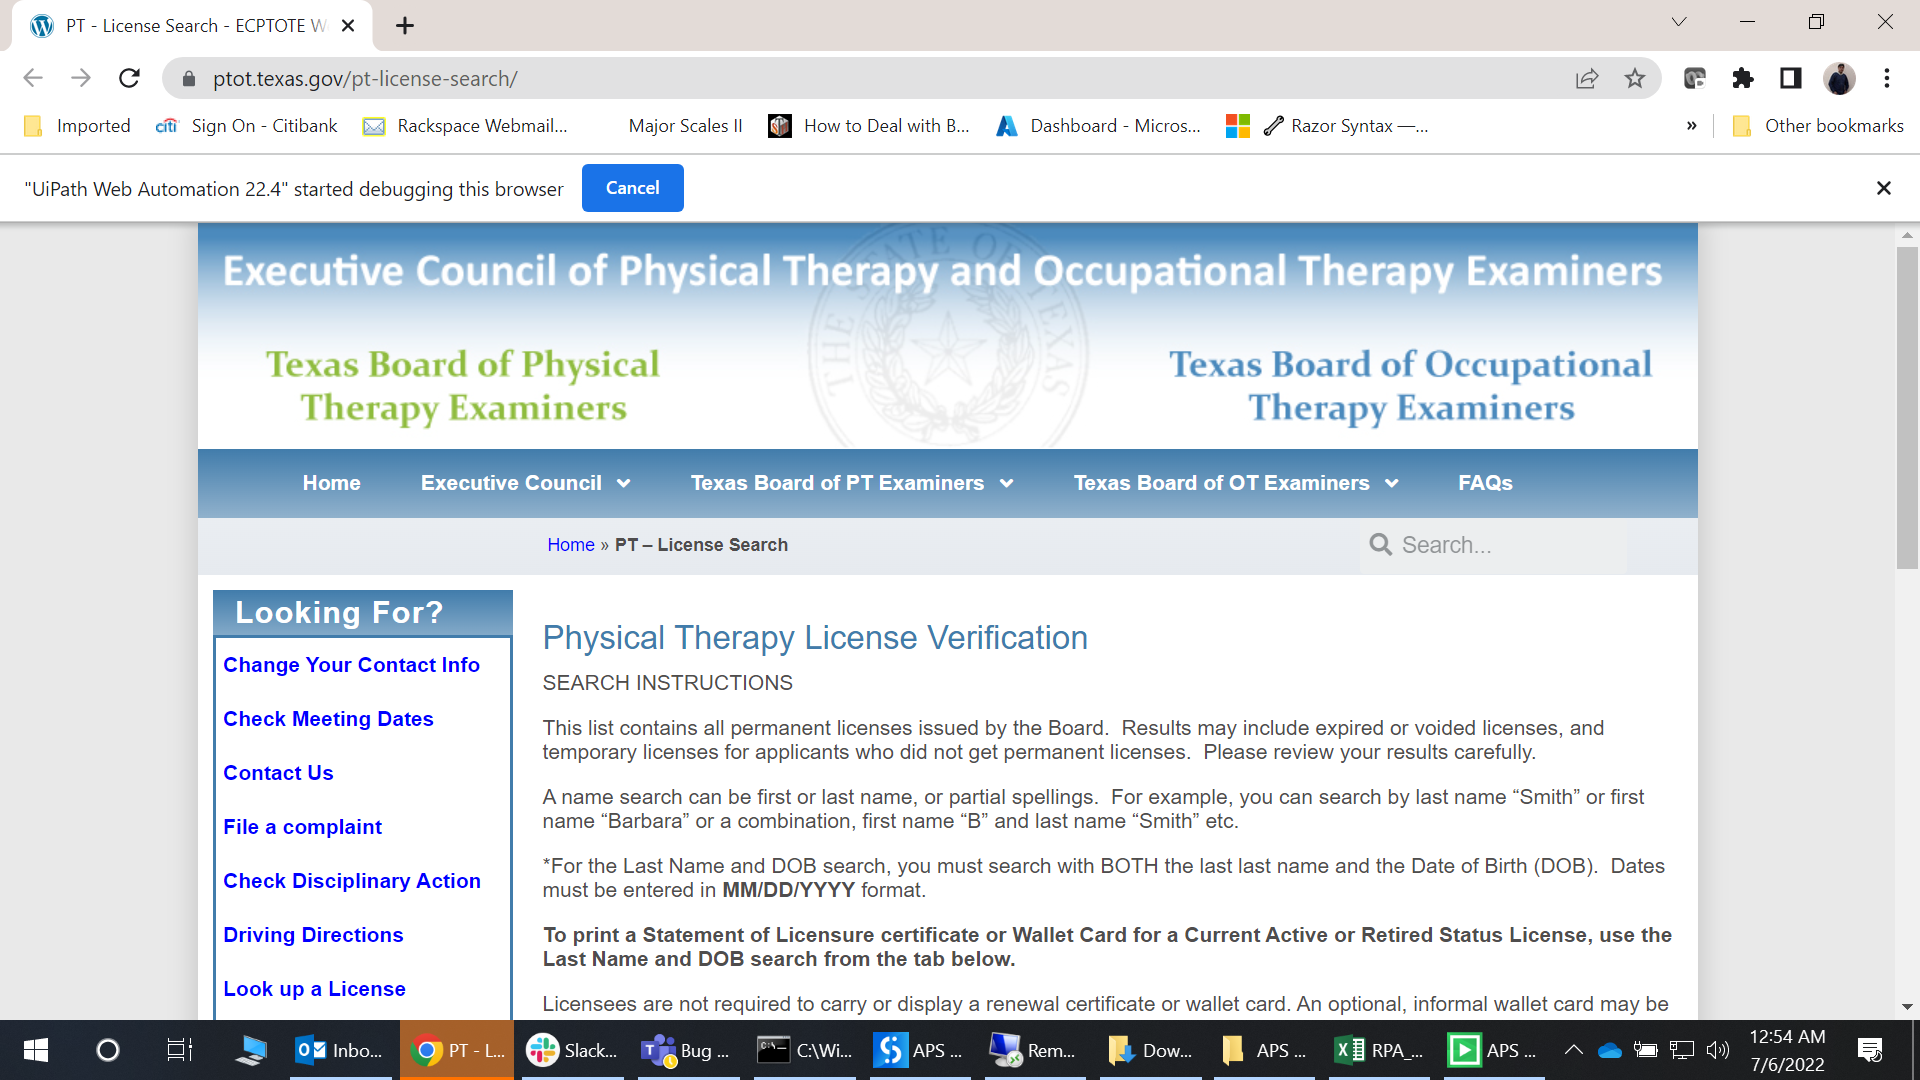 PT - License Search - ECPTOTE W
ptot.texas.gov/pt-license-search/
Imported
citi Sign On - Citibank
Rackspace Webmail...
Major Scales II
How to Deal with B...
Dashboard - Micros...
Razor Syntax —...
»
Other bookmarks
"UiPath Web Automation 22.4" started debugging this browser
Cancel
THE STATE OF TEXAS
Executive Council of Physical Therapy and Occupational Therapy Examiners
Texas Board of Physical
Therapy Examiners
Texas Board of Occupational
Therapy Examiners
Home
Executive Council
Texas Board of PT Examiners
Texas Board of OT Examiners
FAQs
Home » PT – License Search
Search...
Looking For?
Change Your Contact Info
Check Meeting Dates
Contact Us
File a complaint
Check Disciplinary Action
Driving Directions
Look up a License
Physical Therapy License Verification
SEARCH INSTRUCTIONS
This list contains all permanent licenses issued by the Board.  Results may include expired or voided licenses, and
temporary licenses for applicants who did not get permanent licenses.  Please review your results carefully.
A name search can be first or last name, or partial spellings.  For example, you can search by last name “Smith” or first
name “Barbara” or a combination, first name “B” and last name “Smith” etc.
*For the Last Name and DOB search, you must search with BOTH the last last name and the Date of Birth (DOB).  Dates
must be entered in MM/DD/YYYY format.
To print a Statement of Licensure certificate or Wallet Card for a Current Active or Retired Status License, use the
Last Name and DOB search from the tab below.
Licensees are not required to carry or display a renewal certificate or wallet card. An optional, informal wallet card may be
Inbo...
PT - L...
Slack...
Bug ...
C:\Wi...
APS ...
Rem...
Dow...
APS ...
RPA_...
APS ...
12:54 AM
7/6/2022